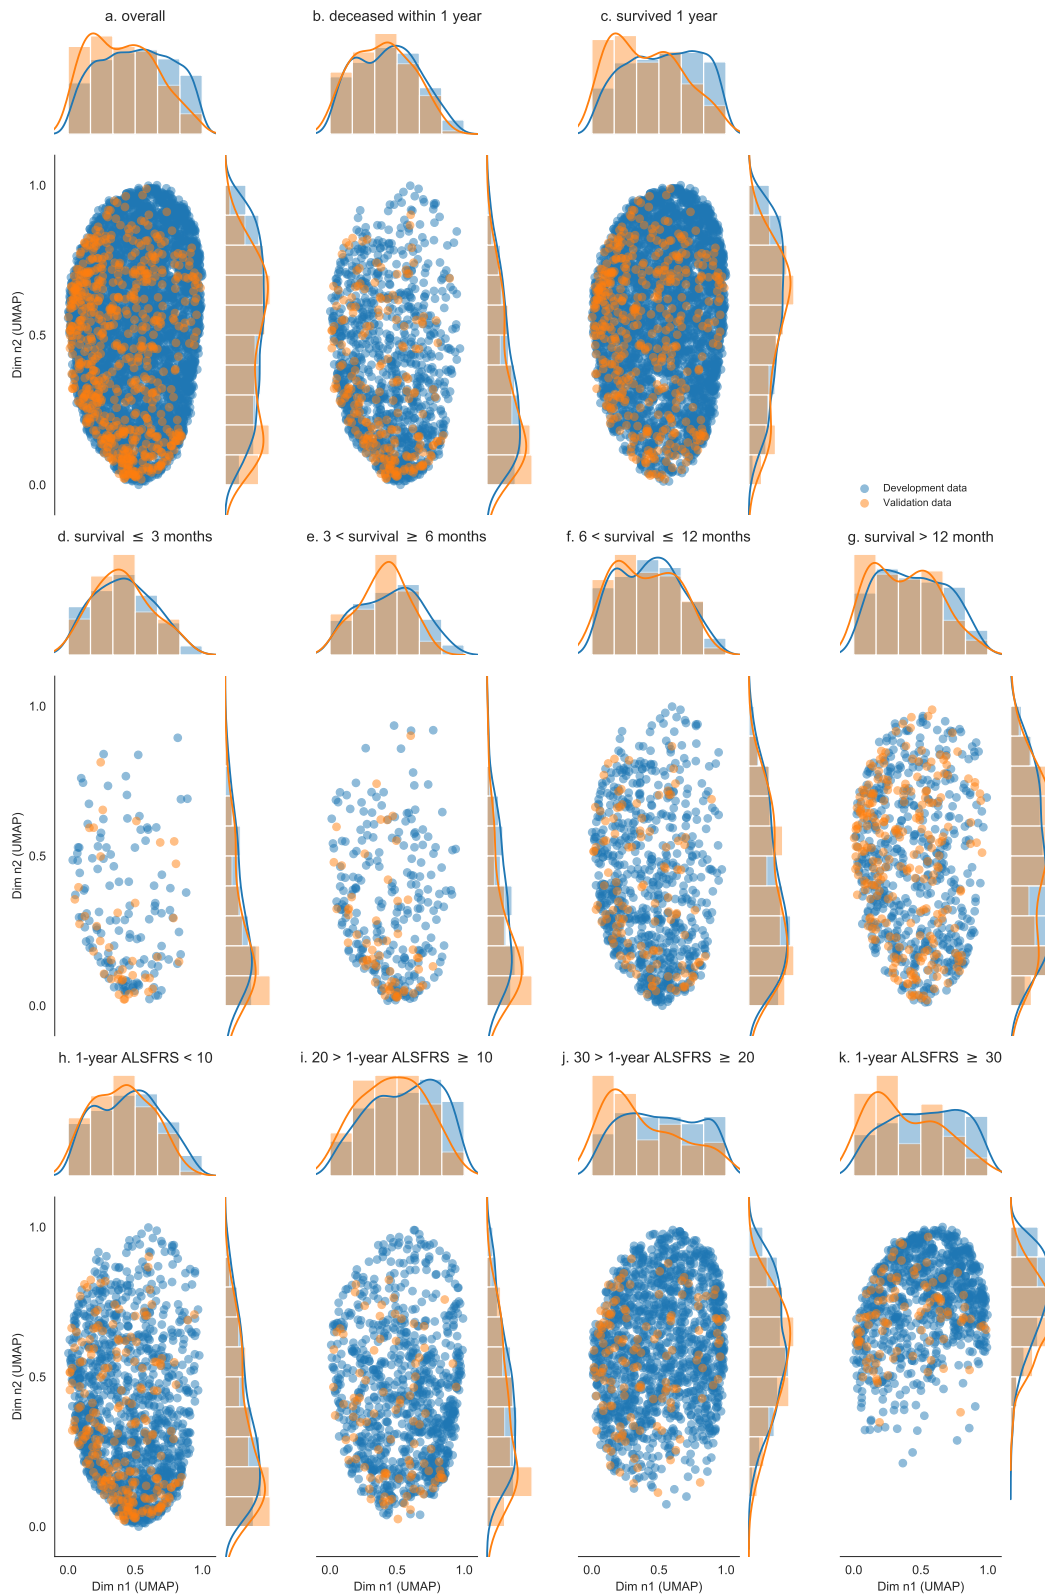 a. overall
b. deceased within 1 year
c. survived 1 year
1.0
0.5
0.0
Dim n2 (UMAP)
Development data
Validation data
d. survival ≤ 3 months
e. 3 < survival ≥ 6 months
f. 6 < survival ≤ 12 months
g. survival > 12 month
1.0
0.5
0.0
Dim n2 (UMAP)
h. 1-year ALSFRS < 10
i. 20 > 1-year ALSFRS ≥ 10
j. 30 > 1-year ALSFRS ≥ 20
k. 1-year ALSFRS ≥ 30
1.0
0.5
0.0
Dim n2 (UMAP)
0.0 0.5 1.0
Dim n1 (UMAP)
0.0 0.5 1.0
Dim n1 (UMAP)
0.0 0.5 1.0
Dim n1 (UMAP)
0.0 0.5 1.0
Dim n1 (UMAP)